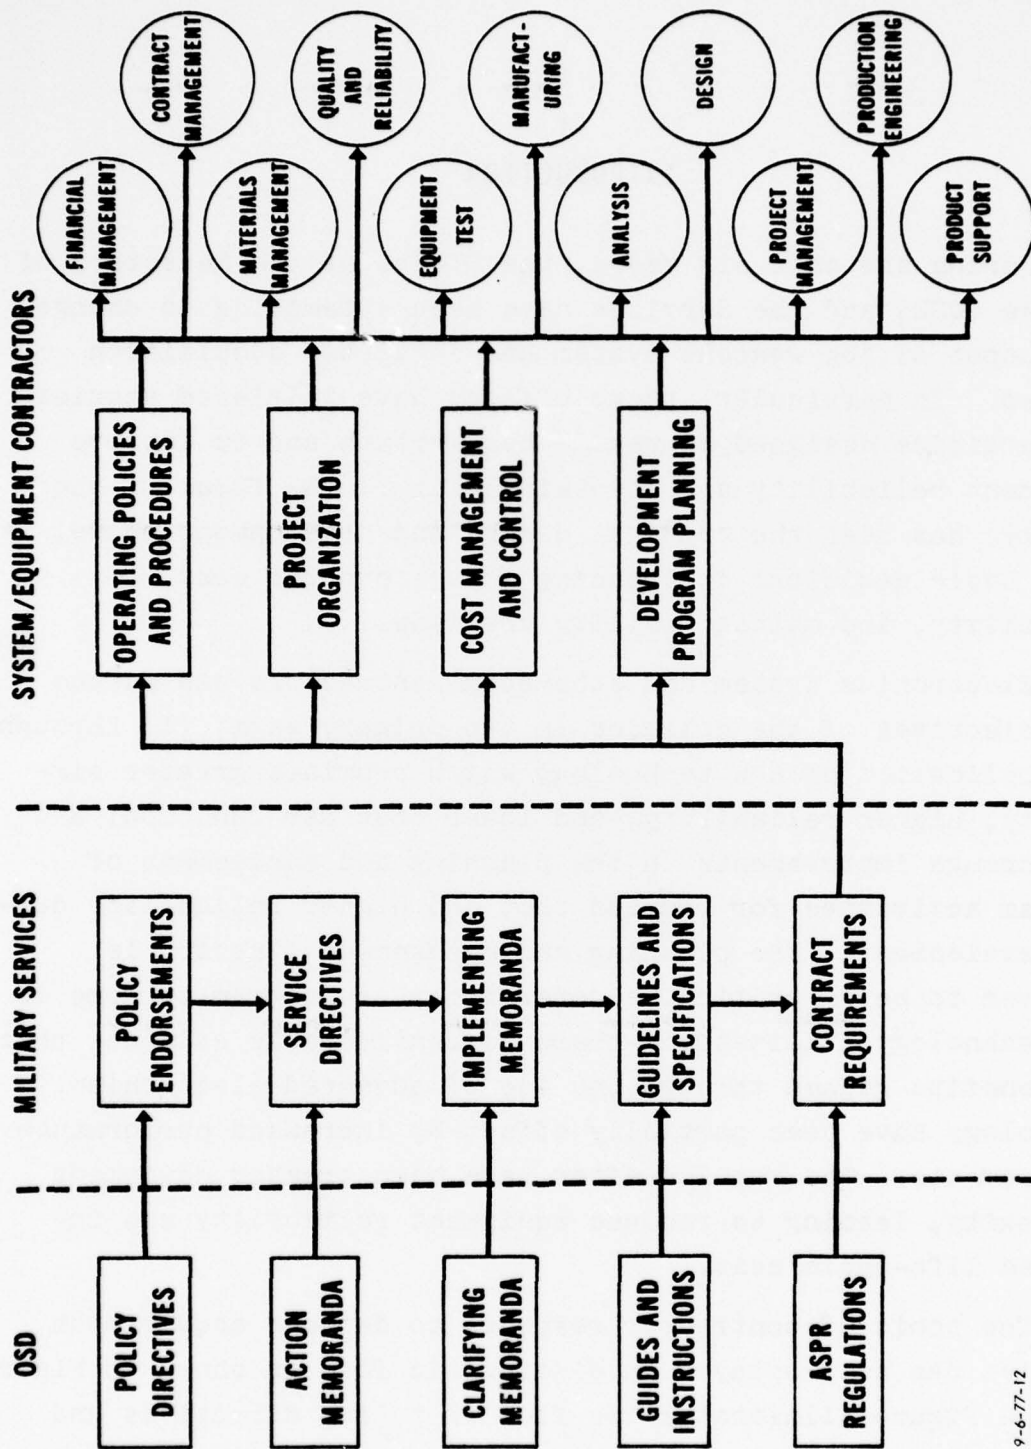 OSD
MILITARY SERVICES
SYSTEM/EQUIPMENT CONTRACTORS
POLICY
DIRECTIVES
ACTION
MEMORANDA
CLARIFYING
MEMORANDA
GUIDES AND
INSTRUCTIONS
ASPR
REGULATIONS
POLICY
ENDORSEMENTS
SERVICE
DIRECTIVES
IMPLEMENTING
MEMORANDA
GUIDELINES AND
SPECIFICATIONS
CONTRACT
REQUIREMENTS
OPERATING POLICIES
AND PROCEDURES
PROJECT
ORGANIZATION
COST MANAGEMENT
AND CONTROL
DEVELOPMENT
PROGRAM PLANNING
FINANCIAL
MANAGEMENT
CONTRACT
MANAGEMENT
MATERIALS
MANAGEMENT
QUALITY
AND
RELIABILITY
EQUIPMENT
TEST
MANUFACT-
URING
ANALYSIS
DESIGN
PROJECT
MANAGEMENT
PRODUCTION
ENGINEERING
PRODUCT
SUPPORT
9-6-77-12